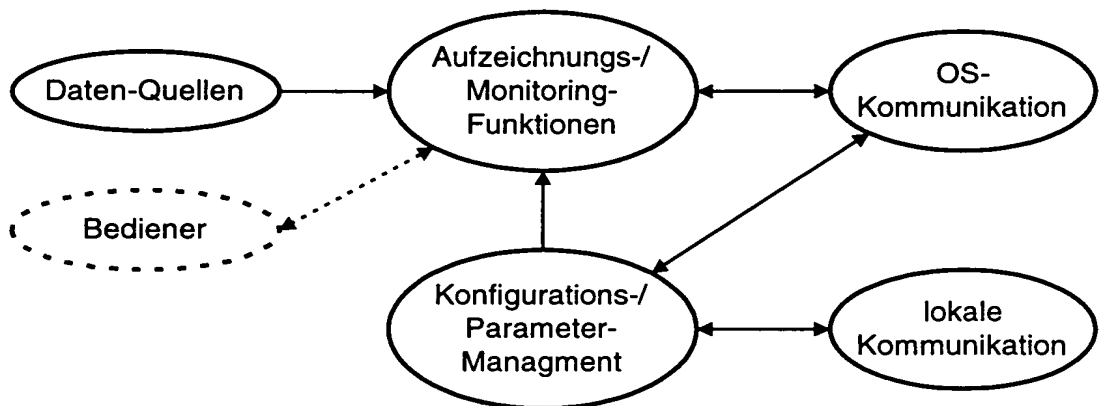 Daten-Quellen
Aufzeichnungs-/
Monitoring-
Funktionen
OS-
Kommunikation
Bediener
Konfigurations-/
Parameter-
Managment
lokale
Kommunikation